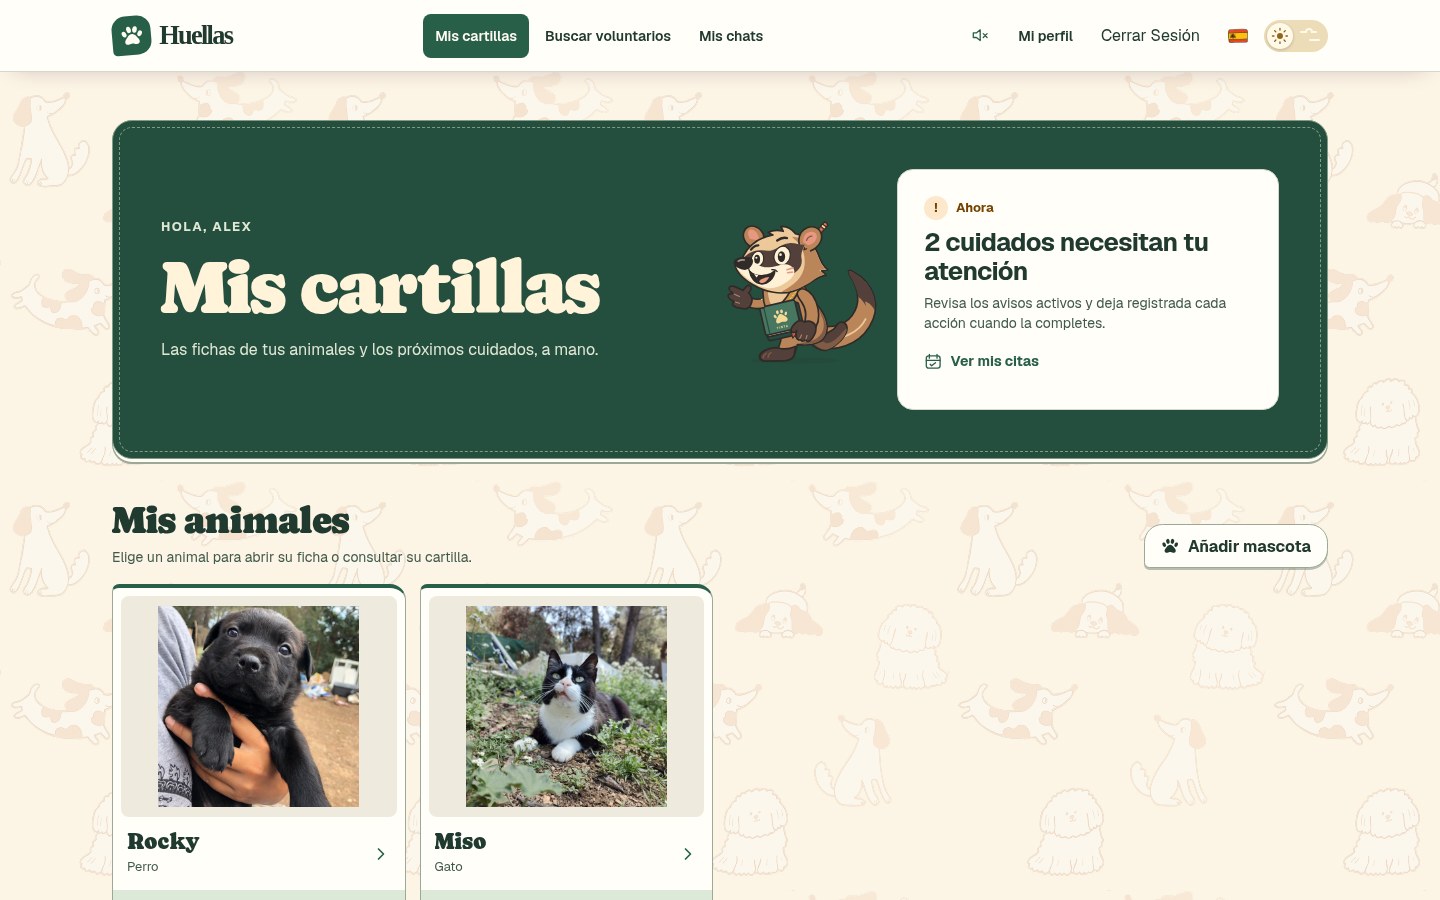 Huellas
Mis cartillas
Buscar voluntarios
Mis chats
Mi perfil
Cerrar Sesión
HOLA, ALEX
Mis cartillas
Las fichas de tus animales y los próximos cuidados, a mano.
! Ahora
2 cuidados necesitan tu
atención
Revisa los avisos activos y deja registrada cada
acción cuando la completes.
Ver mis citas
Mis animales
Elige un animal para abrir su ficha o consultar su cartilla.
Añadir mascota
Rocky
Perro
Miso
Gato